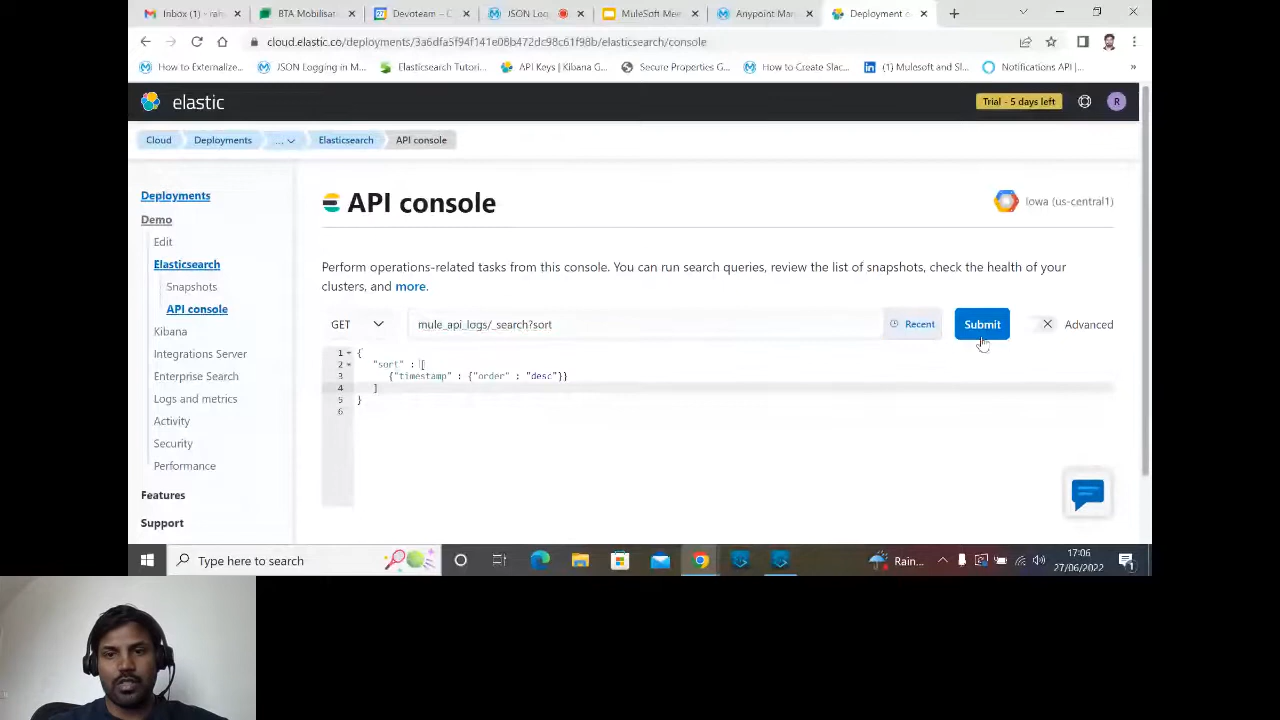 Inbox (1) - rah
BTA Mobilisat
Devoteam - C
JSON Log
MuleSoft Mee
Anypoint Mar
Deployment o
cloud.elastic.co/deployments/3a6dfa5f94f141e08b472dc98c61f98b/elasticsearch/console
How to Externalize...
JSON Logging in M...
Elasticsearch Tutori...
API Keys | Kibana G...
Secure Properties G...
How to Create Slac...
Mulesoft and Sl...
Notifications API |...
elastic
Trial - 5 days left
R
Cloud
Deployments
...
Elasticsearch
API console
Deployments
Demo
Edit
Elasticsearch
Snapshots
API console
Kibana
Integrations Server
Enterprise Search
Logs and metrics
Activity
Security
Performance
Features
Support
API console
Iowa (us-central1)
Perform operations-related tasks from this console. You can run search queries, review the list of snapshots, check the health of your
clusters, and more.
GET
mule_api_logs/_search?sort
Recent
Submit
Advanced
1 {
2 "sort" : [
3 {"timestamp" : {"order" : "desc"}}
4 ]
5 }
6
Type here to search
Rain...
17:06
27/06/2022
1